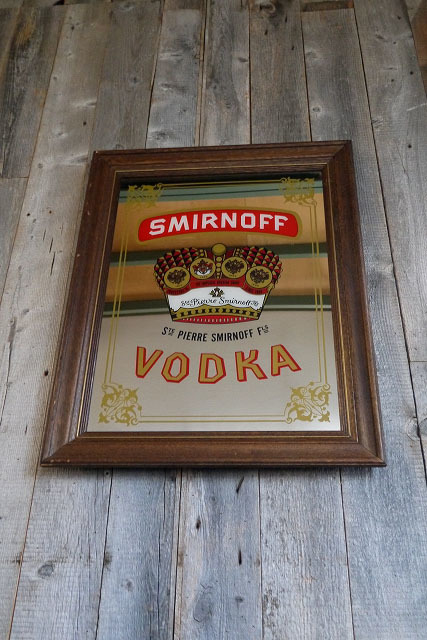 SMIRNOFF
Ste Pierre Smirnoff Fls
STE PIERRE SMIRNOFF FLS
VODKA